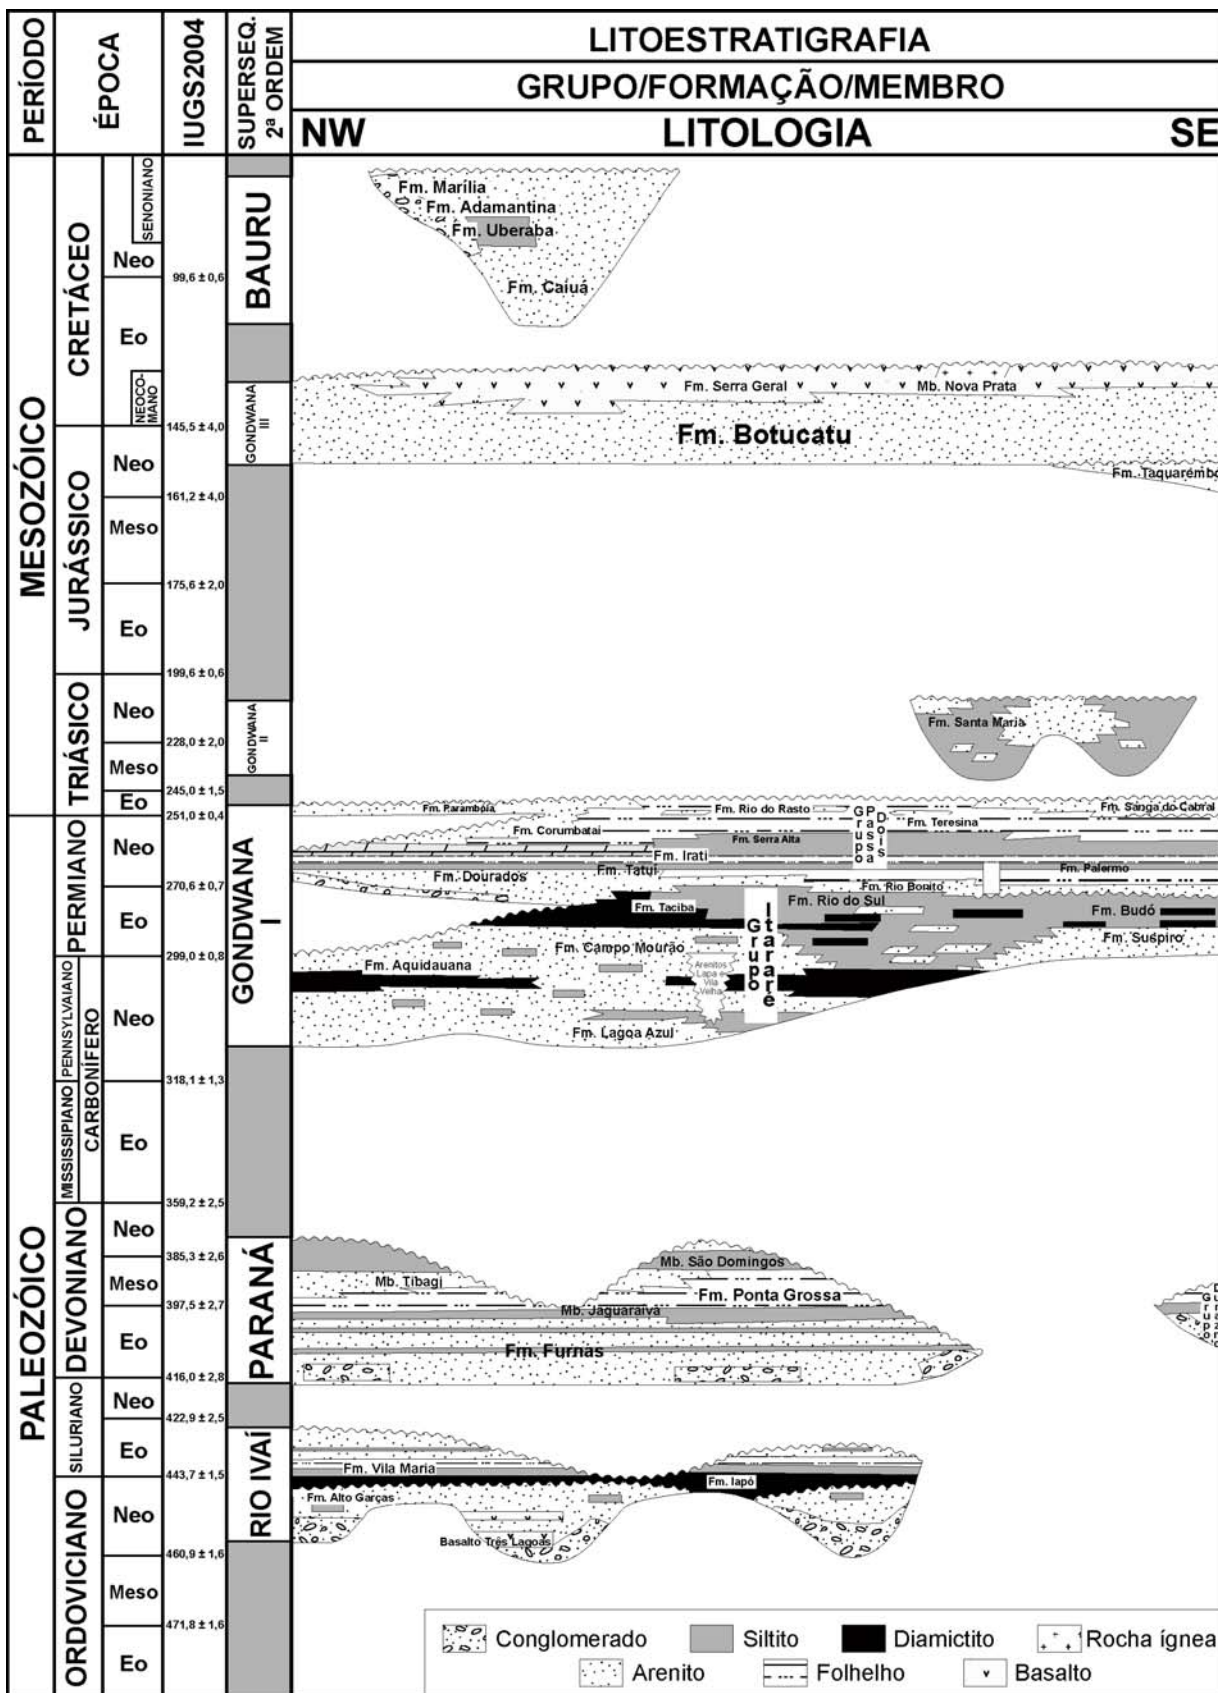 PERÍODO
ÉPOCA
IUGS2004
SUPERSEQ.
2ª ORDEM
LITOESTRATIGRAFIA
GRUPO/FORMAÇÃO/MEMBRO
NW
LITOLOGIA
SE
MESOZÓICO
CRETÁCEO
SENONIANO
Neo
99,6 ± 0,6
Eo
NEOCO-
MANO
145,5 ± 4,0
BAURU
Fm. Marília
Fm. Adamantina
Fm. Uberaba
Fm. Caiuá
GONDWANA
III
Fm. Serra Geral
Mb. Nova Prata
Fm. Botucatu
Fm. Taquarembó
JURÁSSICO
Neo
161,2 ± 4,0
Meso
175,6 ± 2,0
Eo
199,6 ± 0,6
TRIÁSICO
Neo
228,0 ± 2,0
Meso
245,0 ± 1,5
Eo
251,0 ± 0,4
GONDWANA
II
Fm. Santa Maria
PALEOZÓICO
PERMIANO
Neo
270,6 ± 0,7
Eo
299,0 ± 0,8
GONDWANA
I
Fm. Pirambóia
Fm. Rio do Rasto
Fm. Sanga do Cabral
Grupo
Passa
Dois
Fm. Corumbataí
Fm. Teresina
Fm. Serra Alta
Fm. Irati
Fm. Dourados
Fm. Tatuí
Fm. Palermo
Fm. Rio Bonito
Fm. Taciba
Fm. Rio do Sul
Fm. Budó
Fm. Suspiro
Grupo
Itararé
Fm. Campo Mourão
Fm. Aquidauana
Arenitos
Lapa e
Vila
Velha
Fm. Lagoa Azul
CARBONÍFERO
PENNSYLVAIANO
Neo
318,1 ± 1,3
MISSISSIPIANO
Eo
359,2 ± 2,5
DEVONIANO
Neo
385,3 ± 2,6
Meso
397,5 ± 2,7
Eo
416,0 ± 2,8
PARANÁ
Mb. São Domingos
Mb. Tibagi
Fm. Ponta Grossa
Mb. Jaguaraiva
Fm. Furnas
Grupo
SILURIANO
Neo
422,9 ± 2,5
Eo
443,7 ± 1,5
RIO IVAÍ
Fm. Vila Maria
Fm. Iapó
Fm. Alto Garças
Basalto Três Lagoas
ORDOVICIANO
Neo
460,9 ± 1,6
Meso
471,8 ± 1,6
Eo
Conglomerado
Siltito
Diamictito
Rocha ígnea
Arenito
Folhelho
Basalto